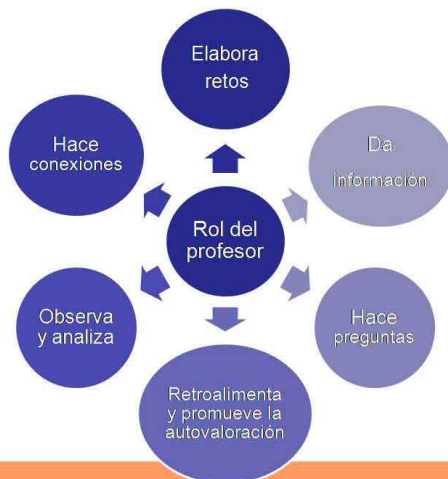 Elabora
retos
Da
información
Hace
preguntas
Retroalimenta
y promueve la
autovaloración
Observa
y analiza
Hace
conexiones
Rol del
profesor